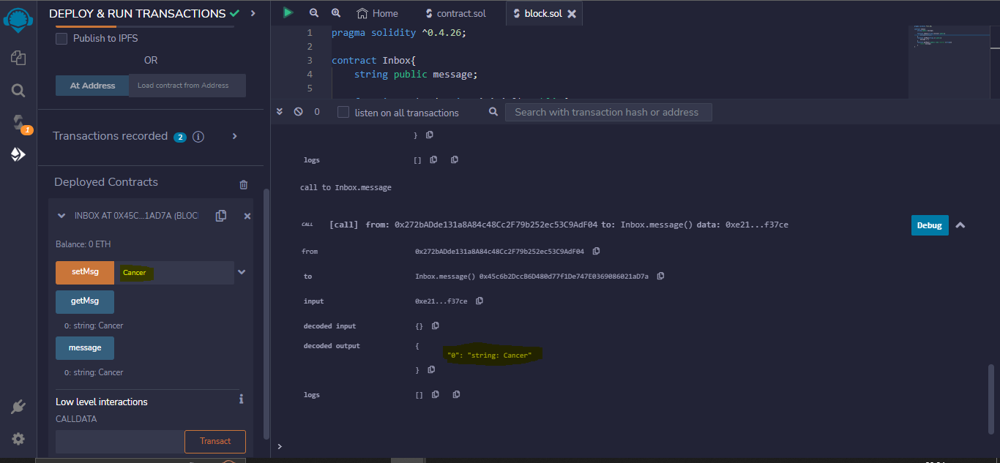 DEPLOY & RUN TRANSACTIONS
Publish to IPFS
OR
At Address
Load contract from Address
Transactions recorded 2
1
Deployed Contracts
INBOX AT 0X45C...1AD7A (BLOC
Balance: 0 ETH
setMsg Cancer
getMsg
0: string: Cancer
message
0: string: Cancer
Low level interactions
CALLDATA
Transact
Home
contract.sol
block.sol
1 pragma solidity ^0.4.26;
2
3 contract Inbox{
4 string public message;
5
0 listen on all transactions
Search with transaction hash or address
}
logs [] 
call to Inbox.message
CALL [call] from: 0x272bADde131a8A84c48Cc2F79b252ec53C9AdF04 to: Inbox.message() data: 0xe21...f37ce
Debug
from 0x272bADde131a8A84c48Cc2F79b252ec53C9AdF04
to Inbox.message() 0x45c6b2DccB6D480d77f1De747E0369086021aD7a
input 0xe21...f37ce
decoded input {}
decoded output {
"0": "string: Cancer"
}
logs []
>